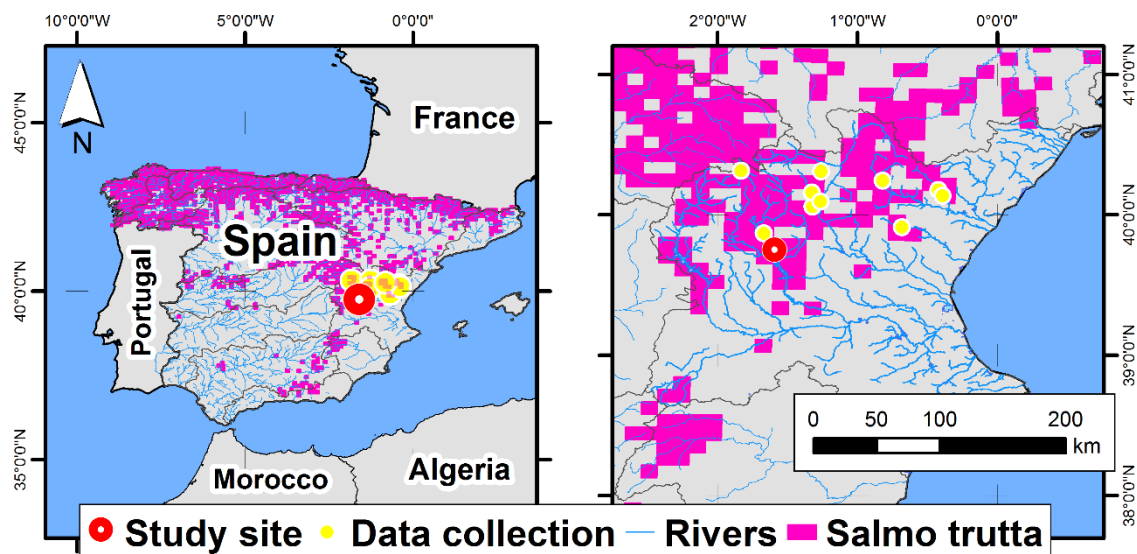 10°0'0"W 5°0'0"W 0°0'0"
2°0'0"W 1°0'0"W 0°0'0"
45°0'0"N
40°0'0"N
35°0'0"N
N
France
Spain
Portugal
Morocco
Algeria
41°0'0"N
40°0'0"N
39°0'0"N
38°0'0"N
0 50 100 200
km
Study site Data collection Rivers Salmo trutta